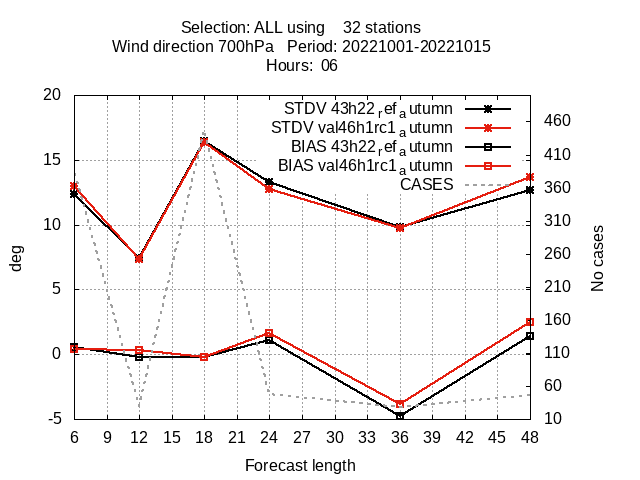 Selection: ALL using    32 stations
Wind direction 700hPa   Period: 20221001-20221015
Hours:  06
STDV 43h22_ref_autumn
STDV val46h1rc1_autumn
BIAS 43h22_ref_autumn
BIAS val46h1rc1_autumn
CASES
deg
20
15
10
5
0
-5
No cases
460
410
360
310
260
210
160
110
60
10
6 9 12 15 18 21 24 27 30 33 36 39 42 45 48
Forecast length